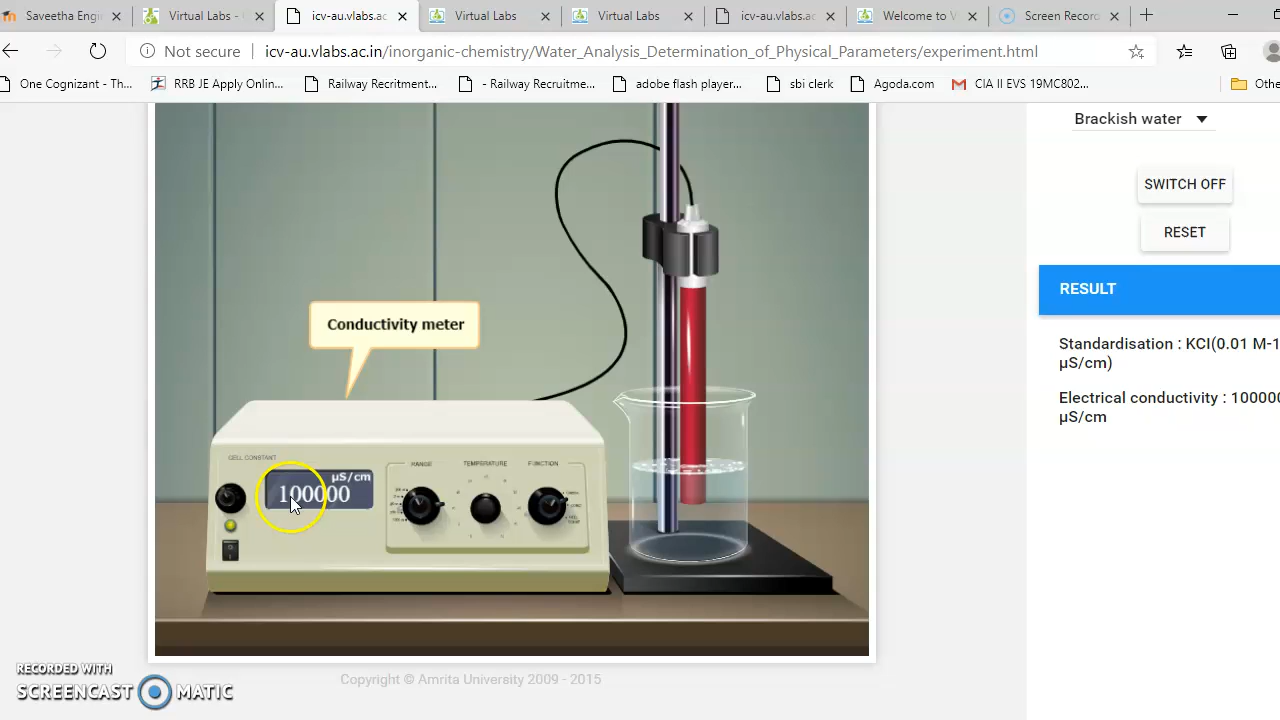 Saveetha Engi
Virtual Labs -
icv-au.vlabs.ac
Virtual Labs
Virtual Labs
icv-au.vlabs.ac
Welcome to V
Screen Record
Not secure
icv-au.vlabs.ac.in/inorganic-chemistry/Water_Analysis_Determination_of_Physical_Parameters/experiment.html
One Cognizant - Th...
RRB JE Apply Onlin...
Railway Recritment...
- Railway Recruitme...
adobe flash player...
sbi clerk
Agoda.com
CIA II EVS 19MC802...
Othe
Brackish water
SWITCH OFF
RESET
RESULT
Standardisation : KCl(0.01 M-1
µS/cm)
Electrical conductivity : 100000
µS/cm
Conductivity meter
CELL CONSTANT
RANGE
TEMPERATURE
FUNCTION
µS/cm
100000
RECORDED WITH
SCREENCAST MATIC
Copyright © Amrita University 2009 - 2015